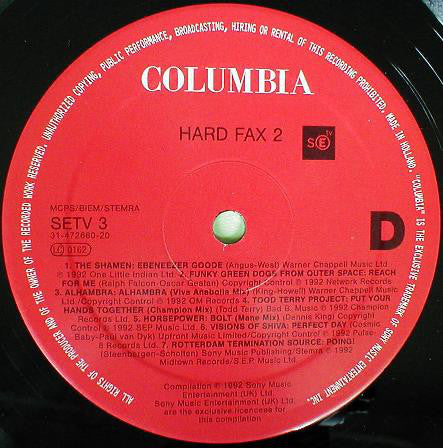 UNAUTHORIZED COPYING, PUBLIC PERFORMANCE, BROADCASTING, HIRING OR RENTAL OF THIS RECORDING PROHIBITED. MADE IN HOLLAND. "COLUMBIA" IS THE EXCLUSIVE TRADEMARK OF SONY MUSIC ENTERTAINMENT INC.
ALL RIGHTS OF THE PRODUCER AND OF THE OWNER OF THE RECORDED WORK RESERVED.
COLUMBIA
HARD FAX 2
SE tv
MCPS/BIEM/STEMRA
SETV 3
31-472660-20
LC 0162
D
1. THE SHAMEN: EBENEEZER GOODE (Angus-West) Warner Chappell Music Ltd
℗ 1992 One Little Indian Ltd. 2. FUNKY GREEN DOGS FROM OUTER SPACE: REACH
FOR ME (Ralph Falcon-Oscar Geatan) Copyright Control ℗ 1992 Network Records
3. ALHAMBRA: ALHAMBRA (Viva Anabolia Mix) (King-Howell) Warner Chappell Music
Ltd./Copyright Control ℗ 1992 OM Records 4. TODD TERRY PROJECT: PUT YOUR
HANDS TOGETHER (Champion Mix) (Todd Terry) Bad B. Music ℗ 1992 Champion
Records Ltd. 5. HORSEPOWER: BOLT (Mane Mix) (Dennis King) Copyright
Control ℗ 1992 SEP Music Ltd. 6. VISIONS OF SHIVA: PERFECT DAY (Cosmic
Baby-Paul van Dyk) Upfront Music Limited/Copyright Control ℗ 1992 Pulse-
8 Records Ltd. 7. ROTTERDAM TERMINATION SOURCE: POING!
(Steenbergen-Scholten) Sony Music Publishing/Stemra ℗ 1992
Midtown Records/S.E.P. Music Ltd.
Compilation ℗ 1992 Sony Music
Entertainment (UK) Ltd.
Sony Music Entertainment (UK) Ltd.
are the exclusive licencees for
this compilation